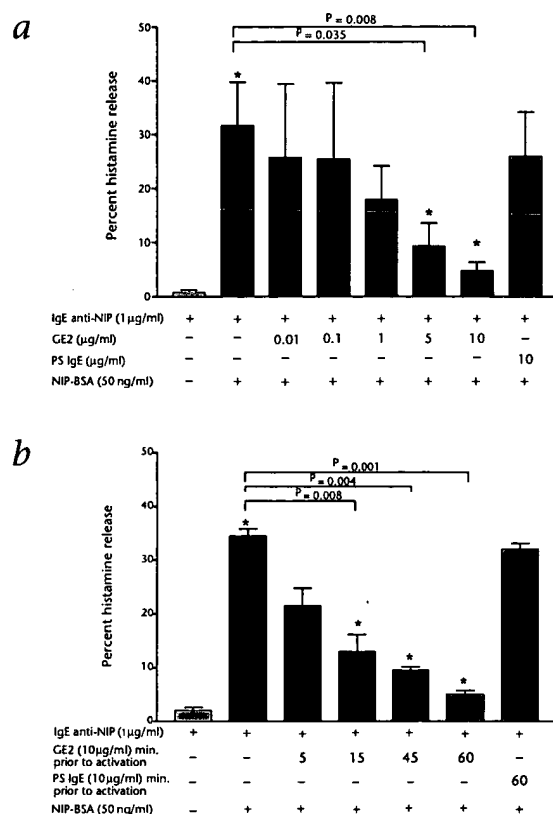 a
P = 0.008
P = 0.035
50
40
30
20
10
0
Percent histamine release
* * *
IgE anti-NIP (1µg/ml) + + + + + + + +
GE2 (µg/ml) – – 0.01 0.1 1 5 10 –
PS IgE (µg/ml) – – – – – – – 10
NIP-BSA (50 ng/ml) – + + + + + + +
b
P = 0.001
P = 0.004
P = 0.008
50
40
30
20
10
0
Percent histamine release
* * * *
IgE anti-NIP (1µg/ml) + + + + + + +
GE2 (10µg/ml) min.
prior to activation – – 5 15 45 60 –
PS IgE (10µg/ml) min.
prior to activation – – – – – – 60
NIP-BSA (50 ng/ml) – + + + + + +